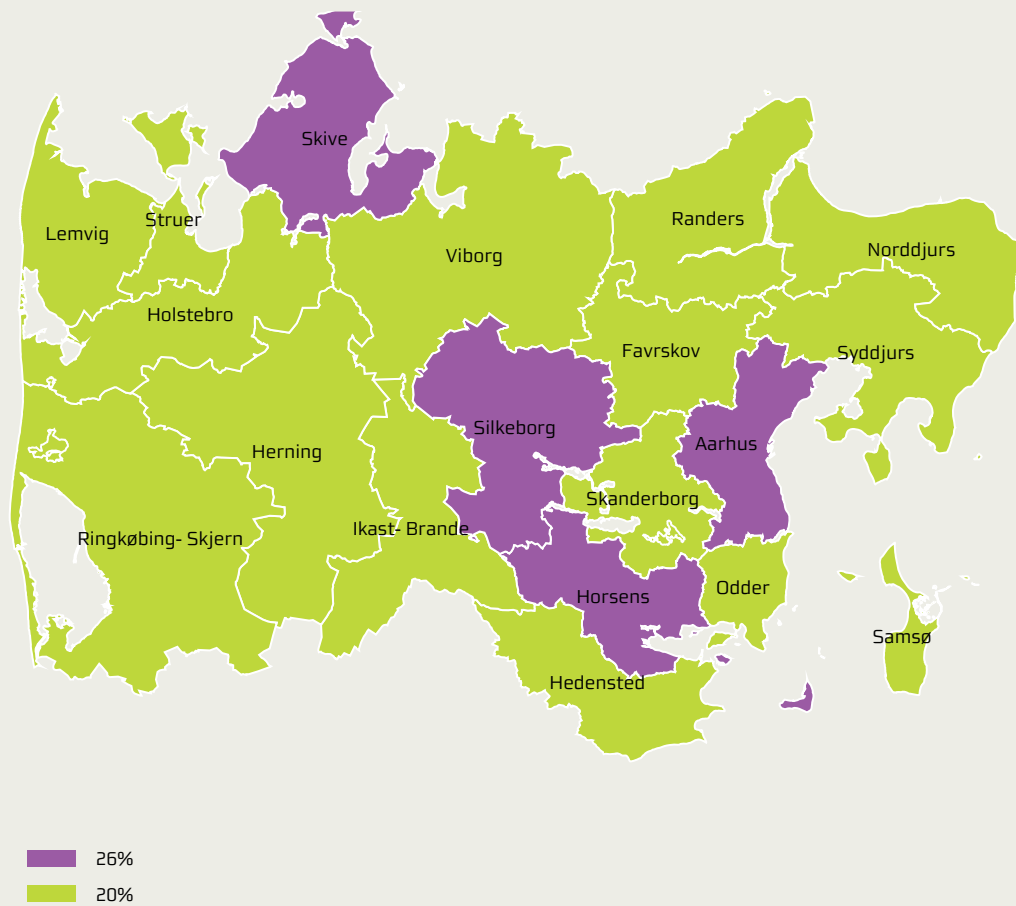 Skive
Struer
Randers
Lemvig
Norddjurs
Viborg
Holstebro
Favrskov
Syddjurs
Silkeborg
Aarhus
Herning
Skanderborg
Ikast- Brande
Ringkøbing- Skjern
Odder
Horsens
Samsø
Hedensted
26%
20%